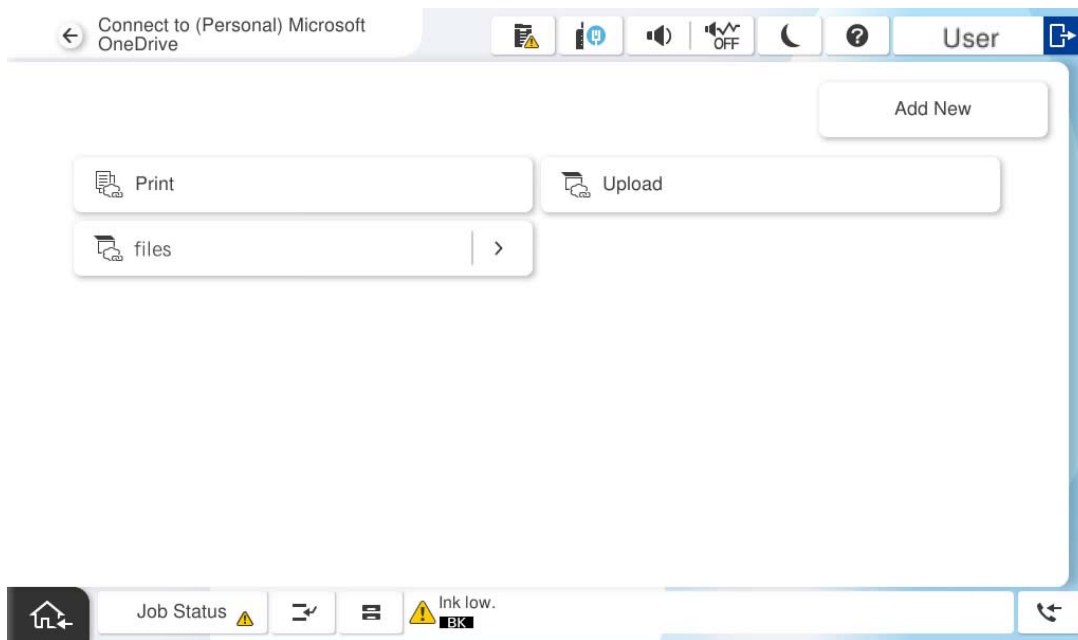 Connect to (Personal) Microsoft
OneDrive
OFF
User
Add New
Print
Upload
files
Job Status
Ink low.
BK